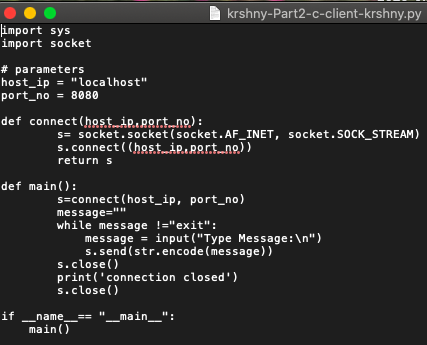 krshny-Part2-c-client-krshny.py
import sys
import socket

# parameters
host_ip = "localhost"
port_no = 8080

def connect(host_ip,port_no):
        s= socket.socket(socket.AF_INET, socket.SOCK_STREAM)
        s.connect((host_ip,port_no))
        return s

def main():
        s=connect(host_ip, port_no)
        message=""
        while message !="exit":
            message = input("Type Message:\n")
            s.send(str.encode(message))
        s.close()
        print('connection closed')
        s.close()

if __name__== "__main__":
    main()